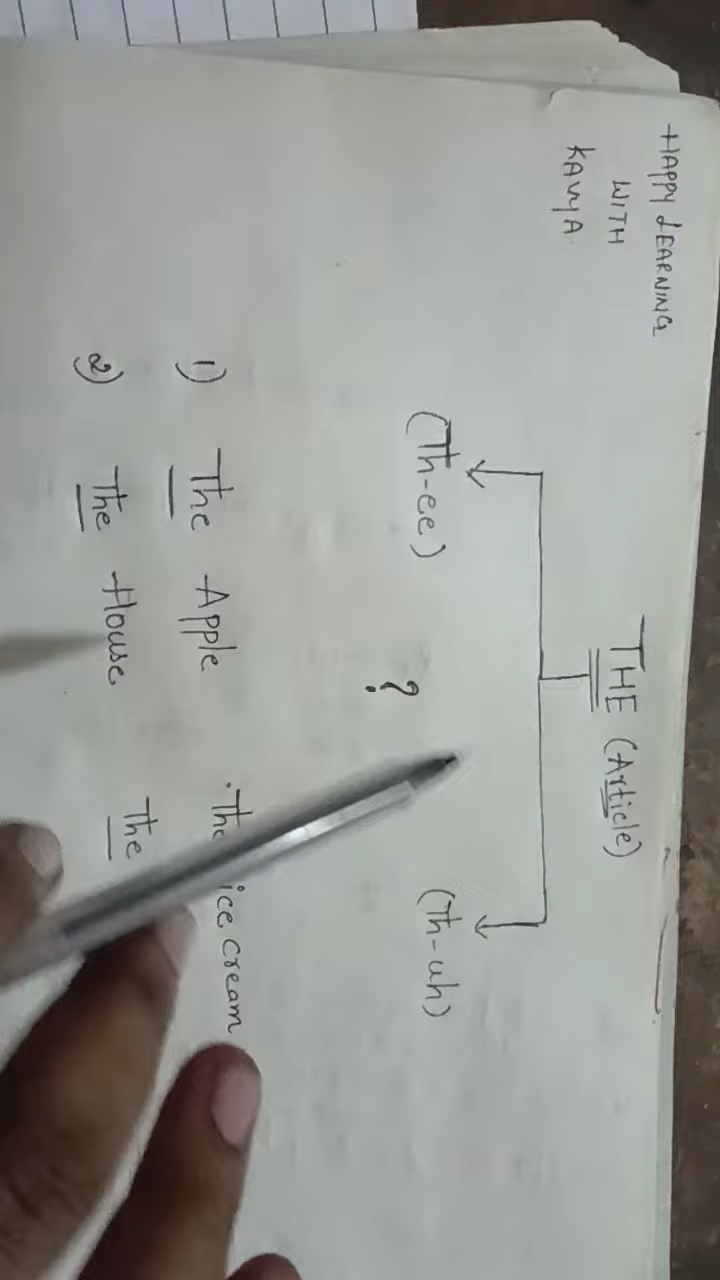 HAPPY LEARNING
WITH
KAVYA
THE (Article)
(Th-ee) (Th-uh)
?
1) The Apple . The ice cream
2) The House The